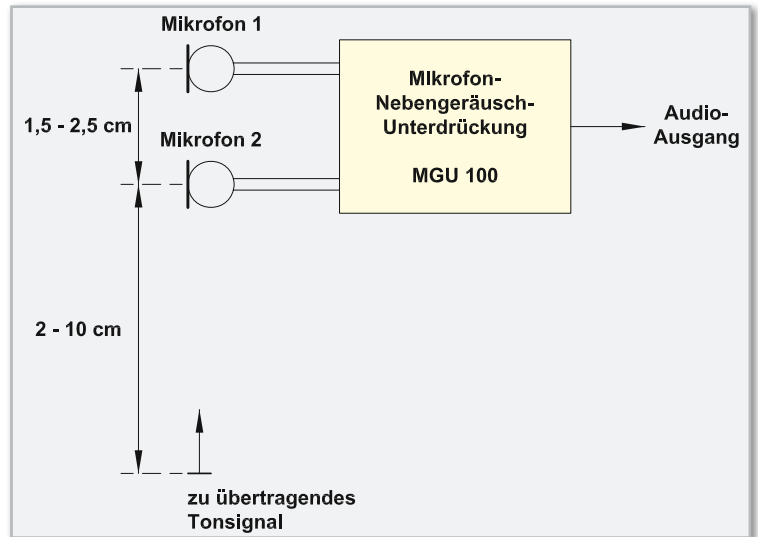 Mikrofon 1
MIkrofon-
Nebengeräusch-
Unterdrückung
MGU 100
Audio-
Ausgang
1,5 - 2,5 cm
Mikrofon 2
2 - 10 cm
zu übertragendes
Tonsignal